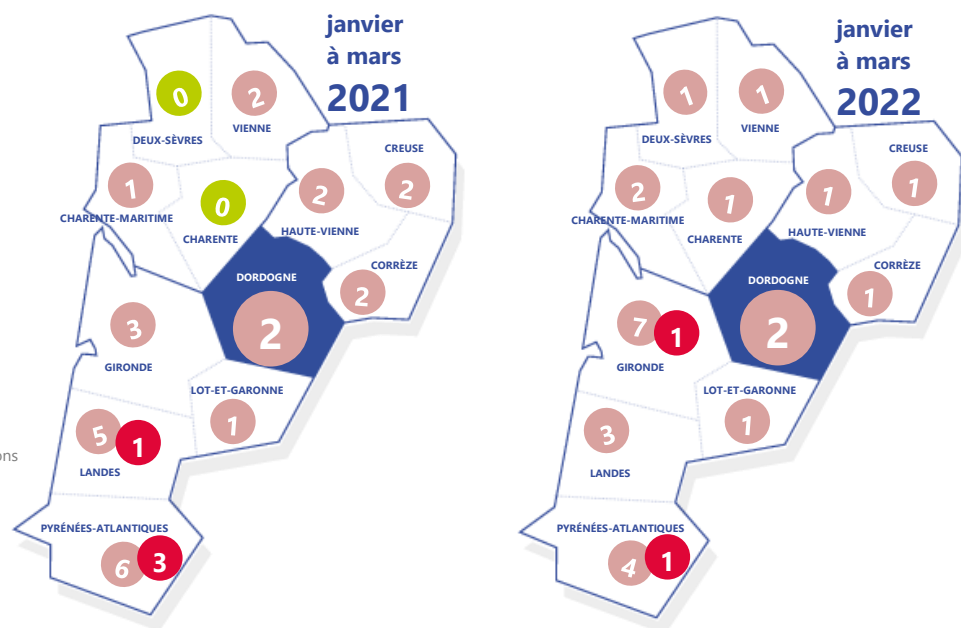 janvier
à mars
2021
0
2
DEUX-SÈVRES
VIENNE
CREUSE
1
2
2
0
CHARENTE-MARITIME
CHARENTE
HAUTE-VIENNE
CORRÈZE
DORDOGNE
2
2
3
GIRONDE
LOT-ET-GARONNE
1
5
1
LANDES
ons
PYRÉNÉES-ATLANTIQUES
6
3
janvier
à mars
2022
1
1
DEUX-SÈVRES
VIENNE
CREUSE
2
1
1
1
CHARENTE-MARITIME
CHARENTE
HAUTE-VIENNE
CORRÈZE
DORDOGNE
1
2
7
1
GIRONDE
LOT-ET-GARONNE
1
3
LANDES
PYRÉNÉES-ATLANTIQUES
4
1